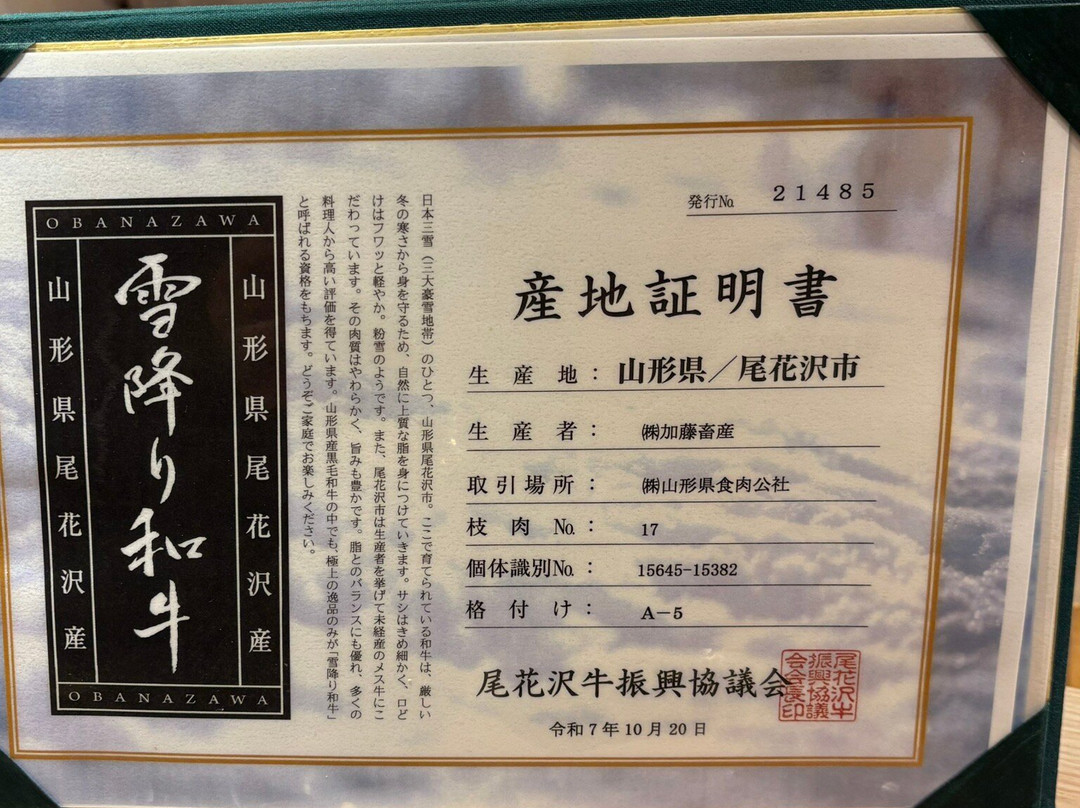 OBANAZAWA
山形県尾花沢産
雪降り和牛
山形県尾花沢産
OBANAZAWA
日本三雪（三大豪雪地帯）のひとつ、山形県尾花沢市。ここで育てられている和牛は、厳しい
冬の寒さから身を守るため、自然に上質な脂を身につけていきます。サシはきめ細かく、口ど
けはフワッと軽やか。粉雪のようです。また、尾花沢市は生産者を挙げて未経産のメス牛にこ
だわっています。その肉質はやわらかく、旨みも豊かです。脂とのバランスにも優れ、多くの
料理人から高い評価を得ています。山形県産黒毛和牛の中でも、極上の逸品のみが「雪降り和牛」
と呼ばれる資格をもちます。どうぞご家庭でお楽しみください。
発行№ 21485
産地証明書
生産地： 山形県／尾花沢市
生産者： ㈱加藤畜産
取引場所： ㈱山形県食肉公社
枝肉№： 17
個体識別№： 15645-15382
格付け： A－5
尾花沢牛振興協議会
尾花沢牛
振興協議
会会長印
令和7年10月20日